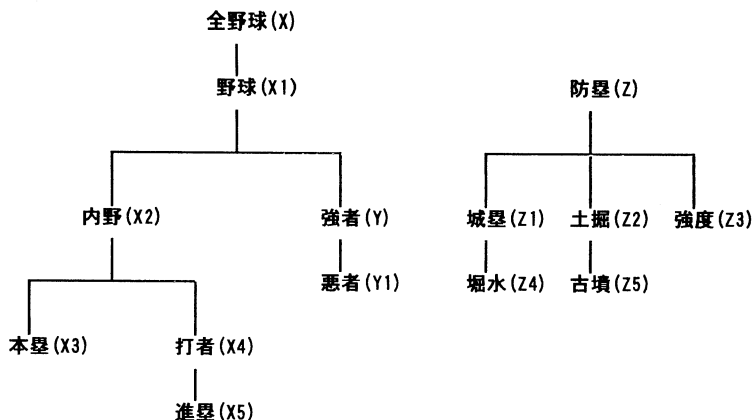 全野球(X)
野球(X1)
防塁(Z)
内野(X2)
強者(Y)
城塁(Z1)
土掘(Z2)
強度(Z3)
悪者(Y1)
堀水(Z4)
古墳(Z5)
本塁(X3)
打者(X4)
進塁(X5)